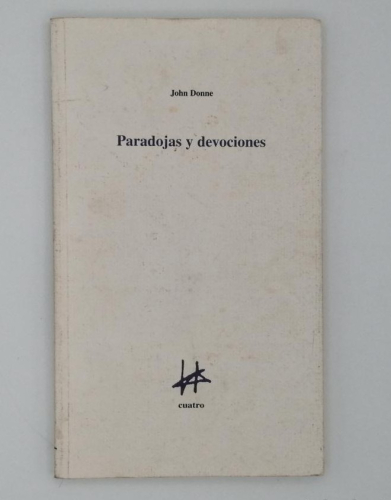 John Donne
Paradojas y devociones
cuatro